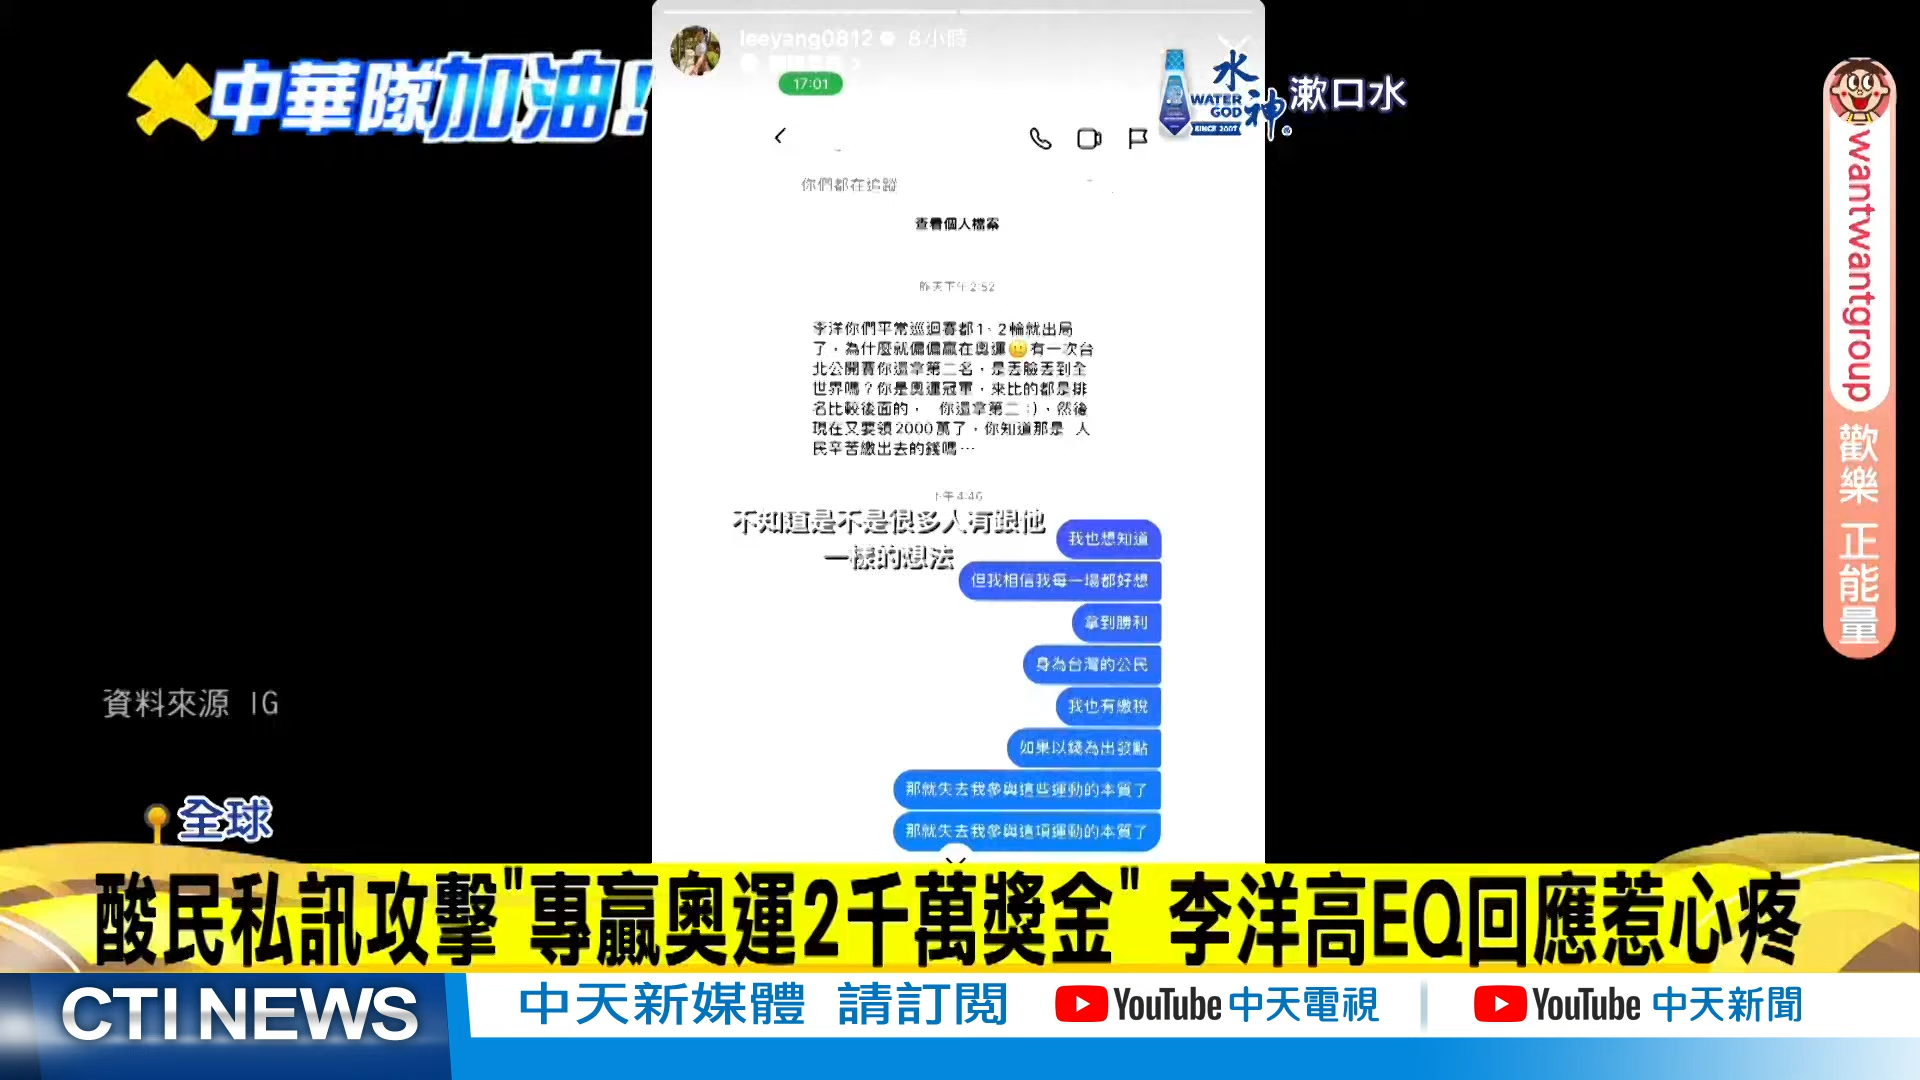 leeyang0812 8小時
17:01
中華隊加油!
水神
WATER
GOD
SINCE 2007
漱口水
你們都在追蹤
查看個人檔案
昨天下午2:52
李洋你們平常巡迴賽都1、2輪就出局
了,為什麼就偏偏贏在奧運😐有一次台
北公開賽你還拿第二名,是丟臉丟到全
世界嗎?你是奧運冠軍,來比的都是排
名比較後面的, 你還拿第二:),然後
現在又要領2000萬了,你知道那是 人
民辛苦繳出去的錢嗎…
下午4:46
不知道是不是很多人有跟他
一樣的想法
我也想知道
但我相信我每一場都好想
拿到勝利
身為台灣的公民
我也有繳稅
如果以錢為出發點
那就失去我參與這些運動的本質了
那就失去我參與這項運動的本質了
wantwantgroup
歡樂 正能量
資料來源 IG
全球
酸民私訊攻擊"專贏奧運2千萬獎金" 李洋高EQ回應惹心疼
CTI NEWS
中天新媒體 請訂閱 YouTube 中天電視 YouTube 中天新聞